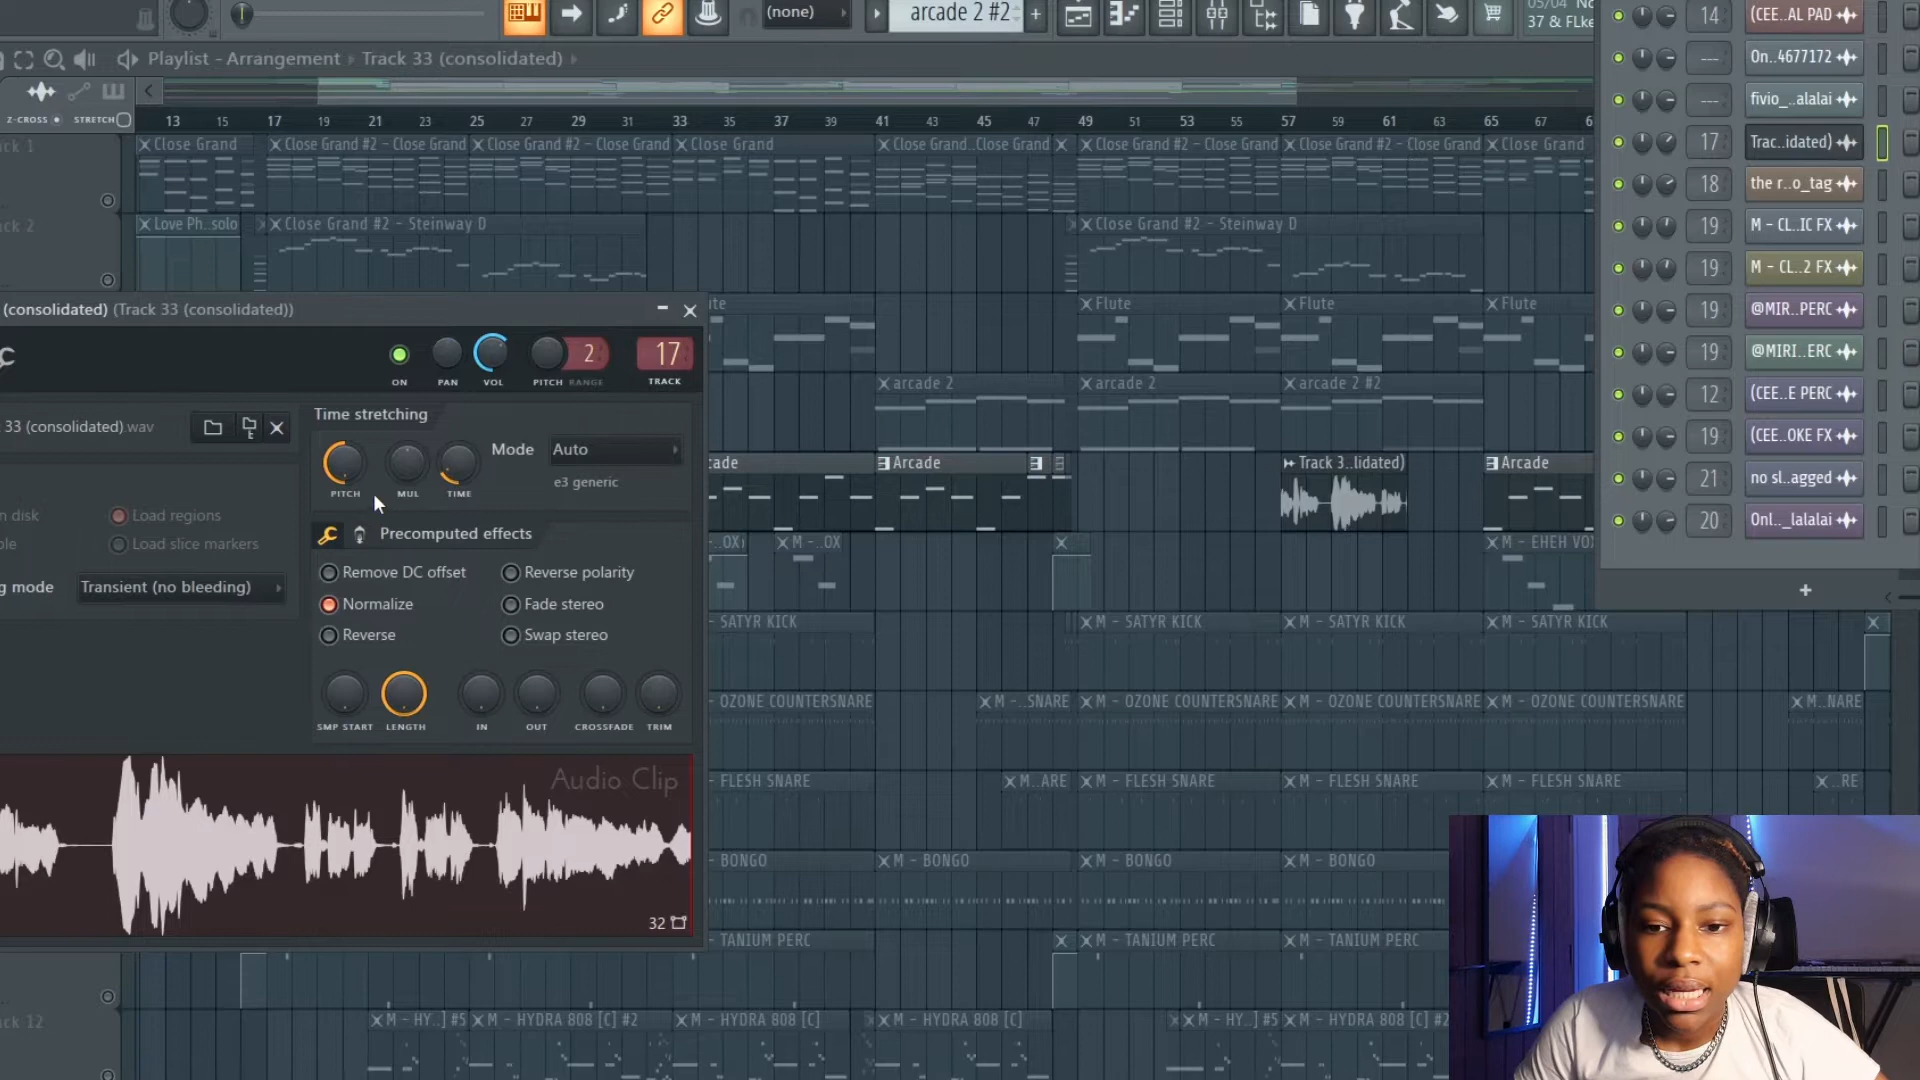 (none)
arcade 2 #2
+
05/04
37 & FLke
Playlist - Arrangement › Track 33 (consolidated) ›
Z-CROSS
STRETCH
13 15 17 19 21 23 25 27 29 31 33 35 37 39 41 43 45 47 49 51 53 55 57 59 61 63 65 67
ck 1
Close Grand
Close Grand #2 - Close Grand
Close Grand #2 - Close Grand
Close Grand
Close Grand..Close Grand
Close Grand #2 - Close Grand
Close Grand #2 - Close Grand
Close Grand
ck 2
Love Ph..solo
Close Grand #2 - Steinway D
Close Grand #2 - Steinway D
ute
Flute
Flute
Flute
arcade 2
arcade 2
arcade 2 #2
cade
Arcade
Track 3..lidated)
Arcade
..OX)
M -..OX
M - EHEH VO
- SATYR KICK
M - SATYR KICK
M - SATYR KICK
M - SATYR KICK
- OZONE COUNTERSNARE
M -..SNARE
M - OZONE COUNTERSNARE
M - OZONE COUNTERSNARE
M - OZONE COUNTERSNARE
M..NARE
- FLESH SNARE
M..ARE
M - FLESH SNARE
M - FLESH SNARE
M - FLESH SNARE
..RE
- BONGO
M - BONGO
M - BONGO
M - BONGO
- TANIUM PERC
M - TANIUM PERC
M - TANIUM PERC
ck 12
M - HY..] #5
M - HYDRA 808 [C] #2
M - HYDRA 808 [C]
M - HYDRA 808 [C]
M - HY..] #5
M - HYDRA 808 [C] #2
(consolidated) (Track 33 (consolidated))
2
17
ON
PAN
VOL
PITCH
RANGE
TRACK
33 (consolidated).wav
Time stretching
Mode
Auto
e3 generic
PITCH
MUL
TIME
n disk
Load regions
ble
Load slice markers
g mode
Transient (no bleeding)
Precomputed effects
Remove DC offset
Reverse polarity
Normalize
Fade stereo
Reverse
Swap stereo
SMP START
LENGTH
IN
OUT
CROSSFADE
TRIM
Audio Clip
32
14 (CEE..AL PAD
--- On..4677172
--- fivio_..alalai
17 Trac..idated)
18 the r..o_tag
19 M - CL..IC FX
19 M - CL..2 FX
19 @MIR..PERC
19 @MIRI..ERC
12 (CEE..E PERC
19 (CEE..OKE FX
21 no sl..agged
20 Onl.._lalalai
+